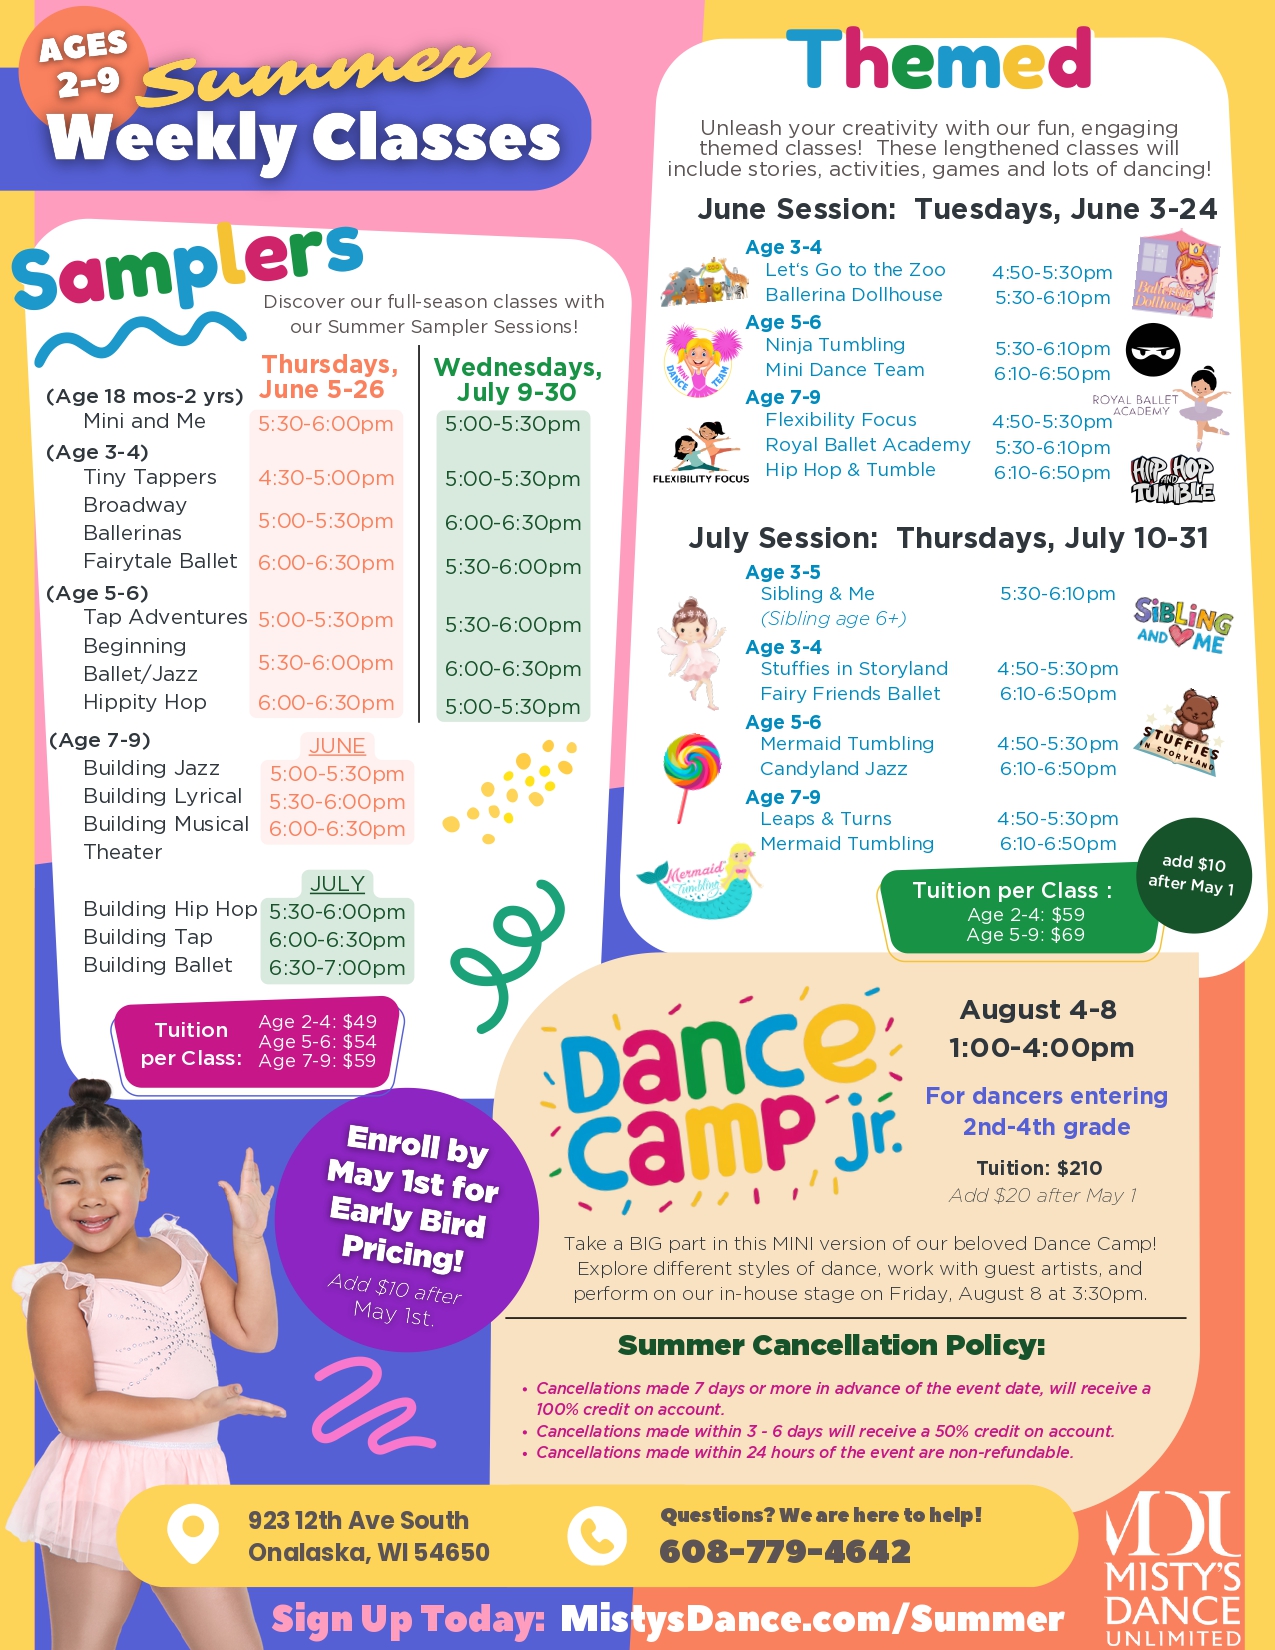 AGES
2-9
Summer
Weekly Classes
Samplers
Discover our full-season classes with
our Summer Sampler Sessions!
Thursdays,
June 5-26
Wednesdays,
July 9-30
(Age 18 mos-2 yrs)
Mini and Me 5:30-6:00pm 5:00-5:30pm
(Age 3-4)
Tiny Tappers 4:30-5:00pm 5:00-5:30pm
Broadway
Ballerinas 5:00-5:30pm 6:00-6:30pm
Fairytale Ballet 6:00-6:30pm 5:30-6:00pm
(Age 5-6)
Tap Adventures 5:00-5:30pm 5:30-6:00pm
Beginning
Ballet/Jazz 5:30-6:00pm 6:00-6:30pm
Hippity Hop 6:00-6:30pm 5:00-5:30pm
(Age 7-9)
JUNE
Building Jazz 5:00-5:30pm
Building Lyrical 5:30-6:00pm
Building Musical 6:00-6:30pm
Theater
JULY
Building Hip Hop 5:30-6:00pm
Building Tap 6:00-6:30pm
Building Ballet 6:30-7:00pm
Tuition
per Class:
Age 2-4: $49
Age 5-6: $54
Age 7-9: $59
Themed
Unleash your creativity with our fun, engaging
themed classes! These lengthened classes will
include stories, activities, games and lots of dancing!
June Session: Tuesdays, June 3-24
Age 3-4
Let's Go to the Zoo 4:50-5:30pm
Ballerina Dollhouse 5:30-6:10pm
Ballerina
Dollhouse
Age 5-6
Ninja Tumbling 5:30-6:10pm
Mini Dance Team 6:10-6:50pm
MINI
DANCE TEAM
Age 7-9
Flexibility Focus 4:50-5:30pm
Royal Ballet Academy 5:30-6:10pm
Hip Hop & Tumble 6:10-6:50pm
ROYAL BALLET
ACADEMY
FLEXIBILITY FOCUS
HIP HOP
AND
TUMBLE
July Session: Thursdays, July 10-31
Age 3-5
Sibling & Me 5:30-6:10pm
(Sibling age 6+)
SIBLING
AND ME
Age 3-4
Stuffies in Storyland 4:50-5:30pm
Fairy Friends Ballet 6:10-6:50pm
STUFFIES
IN STORYLAND
Age 5-6
Mermaid Tumbling 4:50-5:30pm
Candyland Jazz 6:10-6:50pm
Age 7-9
Leaps & Turns 4:50-5:30pm
Mermaid Tumbling 6:10-6:50pm
Mermaid
Tumbling
Tuition per Class :
Age 2-4: $59
Age 5-9: $69
add $10
after May 1
Enroll by
May 1st for
Early Bird
Pricing!
Add $10 after
May 1st.
Dance
Camp jr.
August 4-8
1:00-4:00pm
For dancers entering
2nd-4th grade
Tuition: $210
Add $20 after May 1
Take a BIG part in this MINI version of our beloved Dance Camp!
Explore different styles of dance, work with guest artists, and
perform on our in-house stage on Friday, August 8 at 3:30pm.
Summer Cancellation Policy:
• Cancellations made 7 days or more in advance of the event date, will receive a
100% credit on account.
• Cancellations made within 3 - 6 days will receive a 50% credit on account.
• Cancellations made within 24 hours of the event are non-refundable.
923 12th Ave South
Onalaska, WI 54650
Questions? We are here to help!
608-779-4642
Sign Up Today: MistysDance.com/Summer
MDU
MISTY'S
DANCE
UNLIMITED